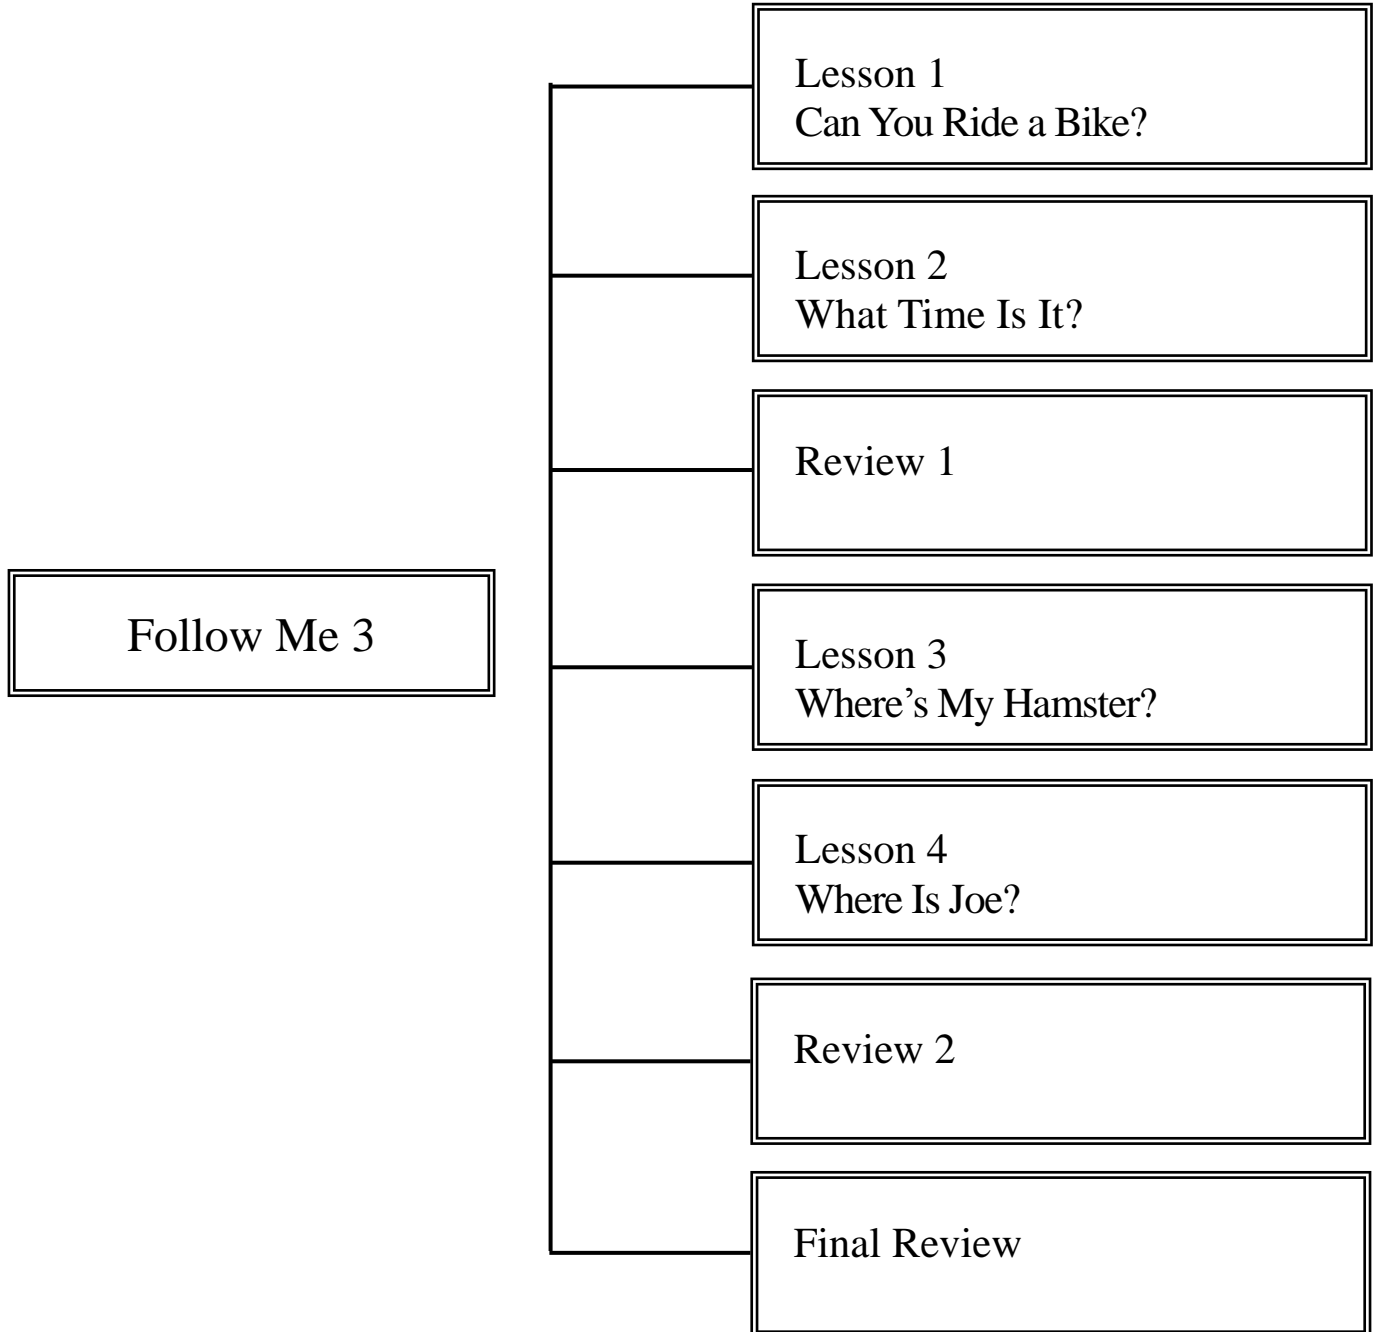 Follow Me 3
Lesson 1
Can You Ride a Bike?
Lesson 2
What Time Is It?
Review 1
Lesson 3
Where’s My Hamster?
Lesson 4
Where Is Joe?
Review 2
Final Review